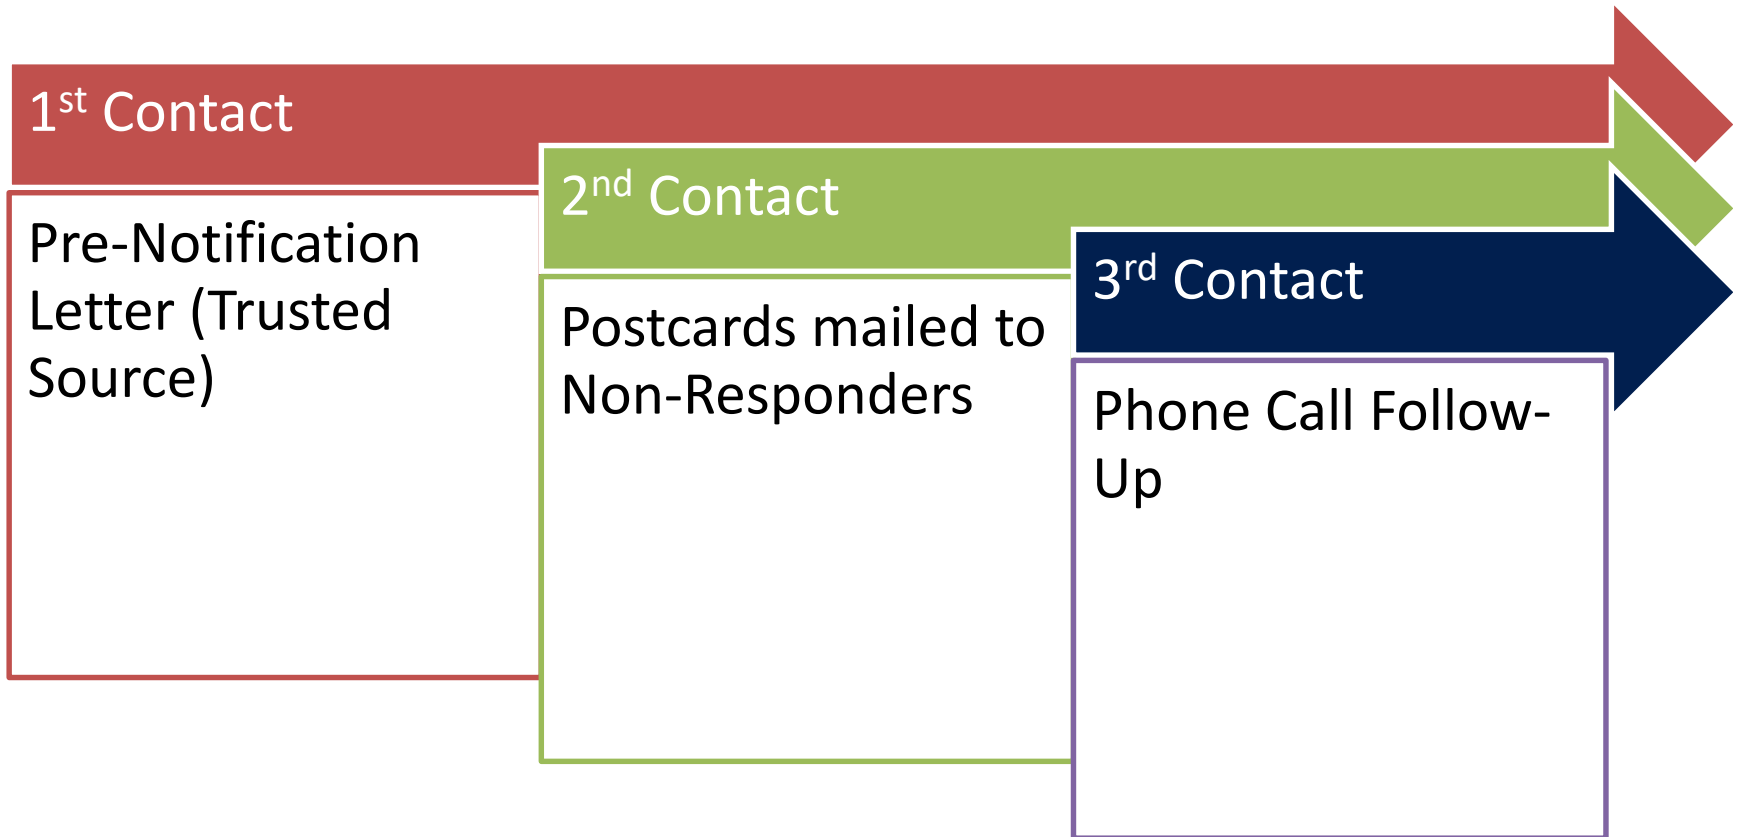 1st Contact
Pre-Notification
Letter (Trusted
Source)
2nd Contact
Postcards mailed to
Non-Responders
3rd Contact
Phone Call Follow-
Up